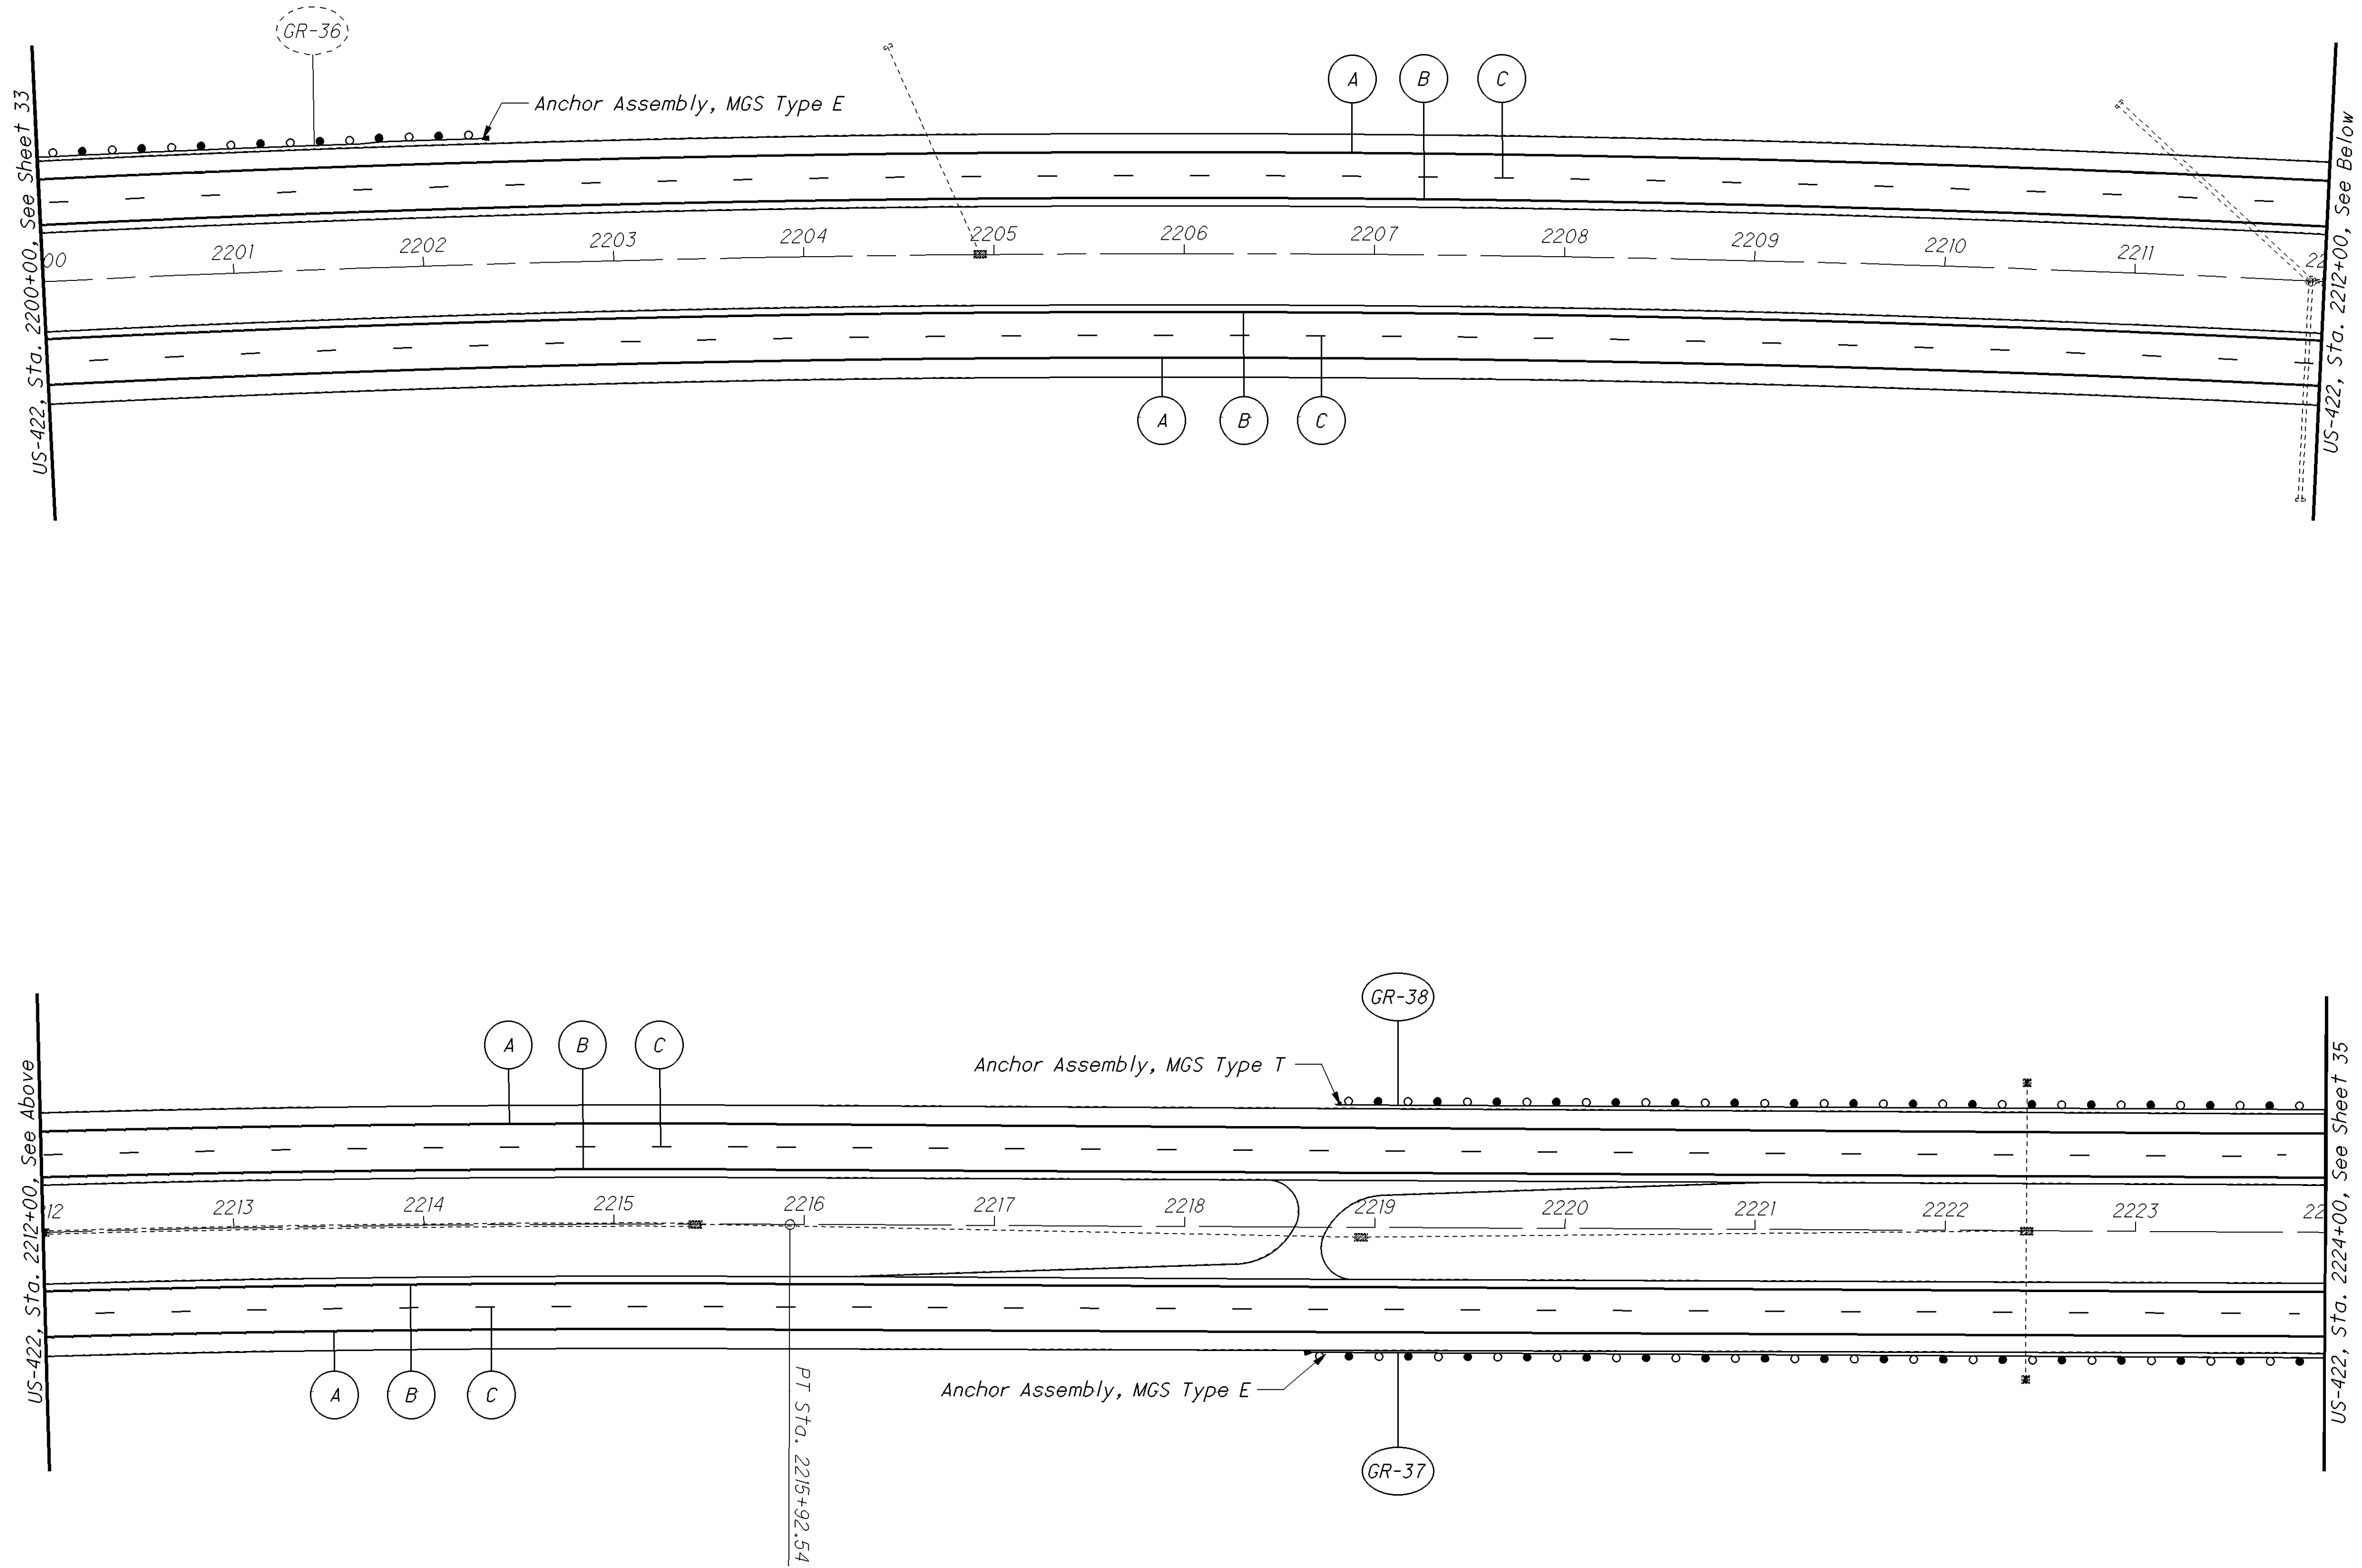 GR-36
Anchor Assembly, MGS Type E
A
B
C
US-422, Sta. 2200+00, See Sheet 33
00
2201
2202
2203
2204
2205
2206
2207
2208
2209
2210
2211
22
US-422, Sta. 2212+00, See Below
A
B
C
GR-38
Anchor Assembly, MGS Type T
A
B
C
US-422, Sta. 2212+00, See Above
12
2213
2214
2215
2216
2217
2218
2219
2220
2221
2222
2223
22
US-422, Sta. 2224+00, See Sheet 35
A
B
C
PT Sta. 2215+92.54
Anchor Assembly, MGS Type E
GR-37